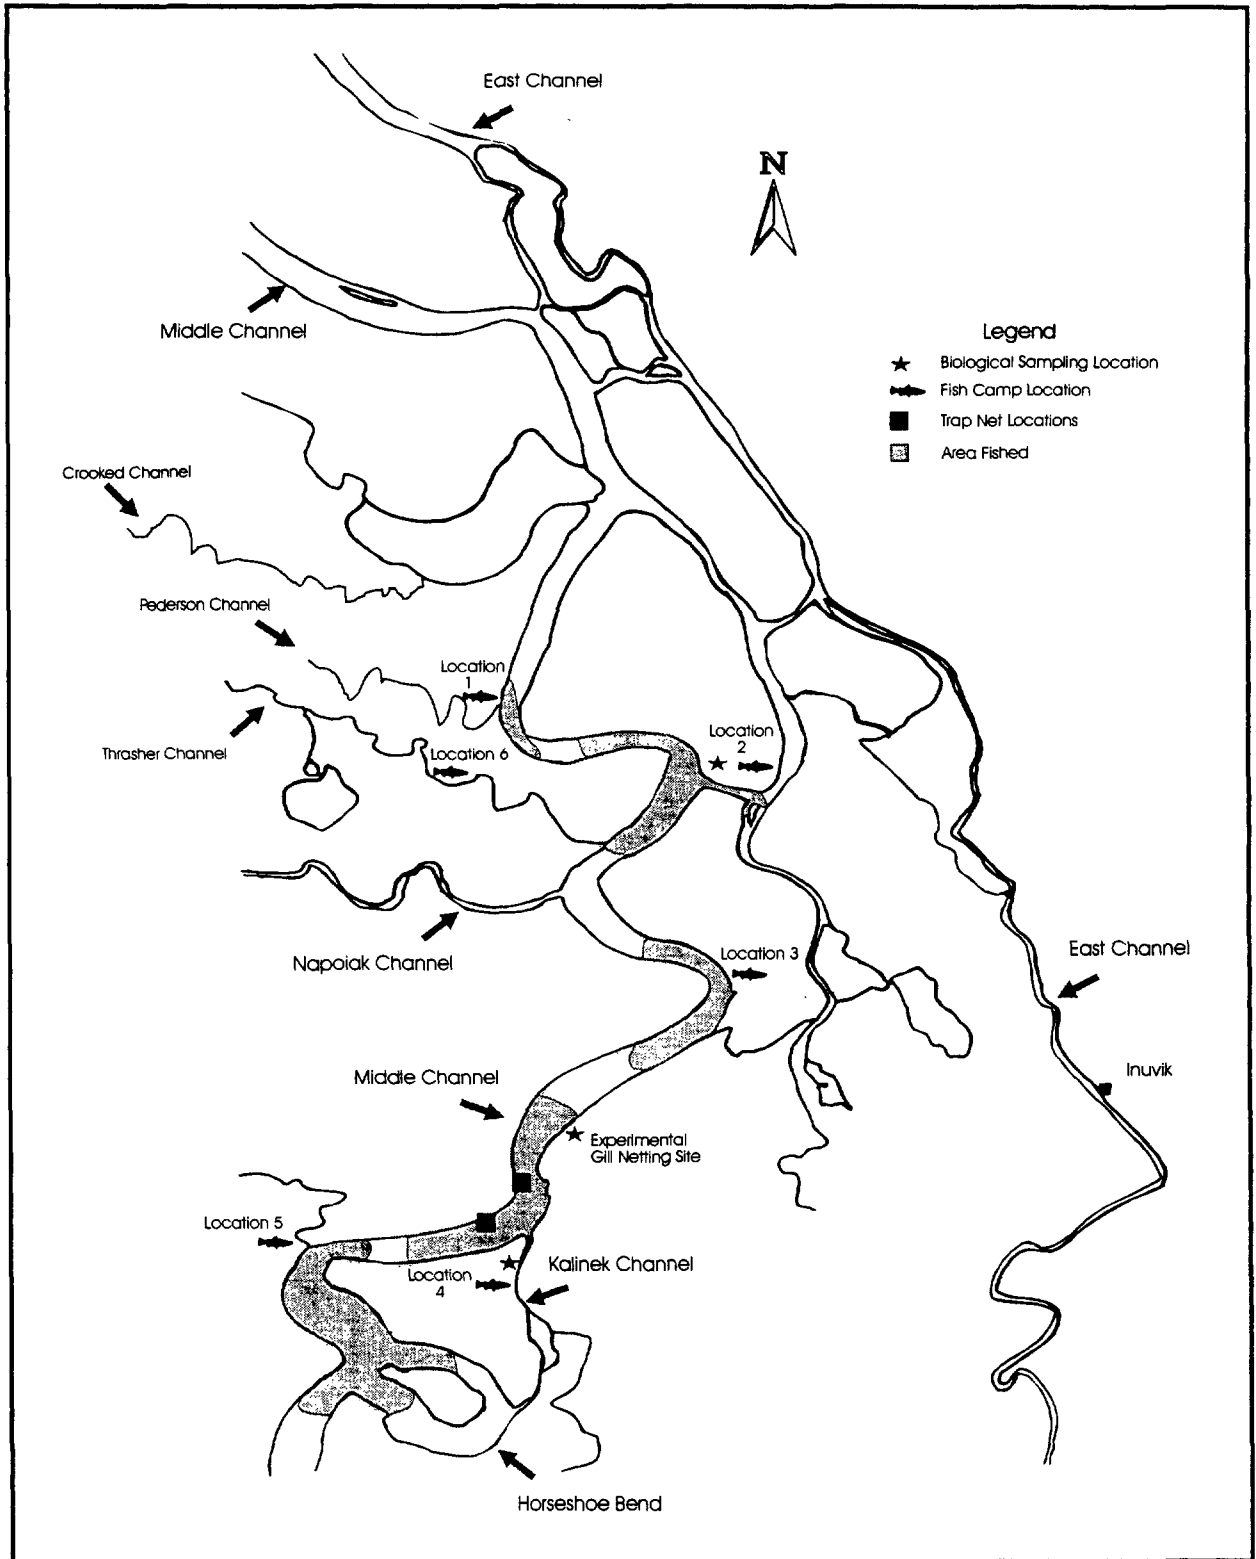 East Channel
N
Middle Channel
Legend
Biological Sampling Location
Fish Camp Location
Trap Net Locations
Area Fished
Crooked Channel
Pederson Channel
Location
1
Thrasher Channel
Location 6
Location
2
Napoiak Channel
Location 3
East Channel
Inuvik
Middle Channel
Experimental
Gill Netting Site
Location 5
Kalinek Channel
Location
4
Horseshoe Bend